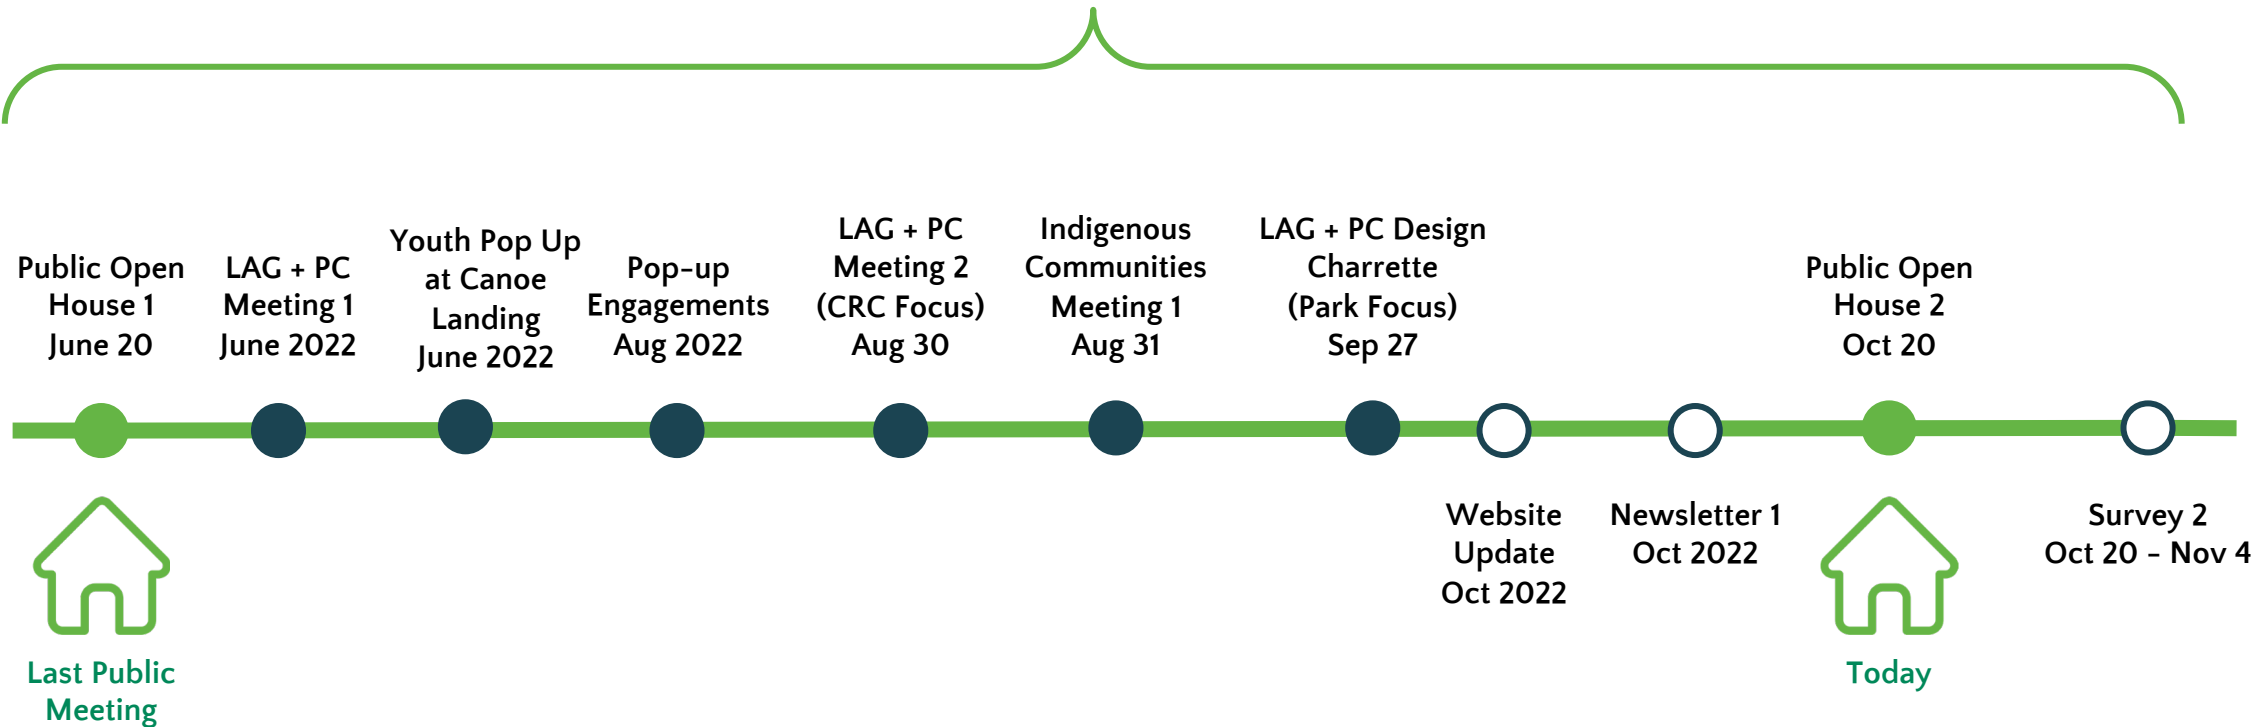 Public Open
House 1
June 20
LAG + PC
Meeting 1
June 2022
Youth Pop Up
at Canoe
Landing
June 2022
Pop-up
Engagements
Aug 2022
LAG + PC
Meeting 2
(CRC Focus)
Aug 30
Indigenous
Communities
Meeting 1
Aug 31
LAG + PC Design
Charrette
(Park Focus)
Sep 27
Website
Update
Oct 2022
Newsletter 1
Oct 2022
Public Open
House 2
Oct 20
Survey 2
Oct 20 - Nov 4
Last Public
Meeting
Today